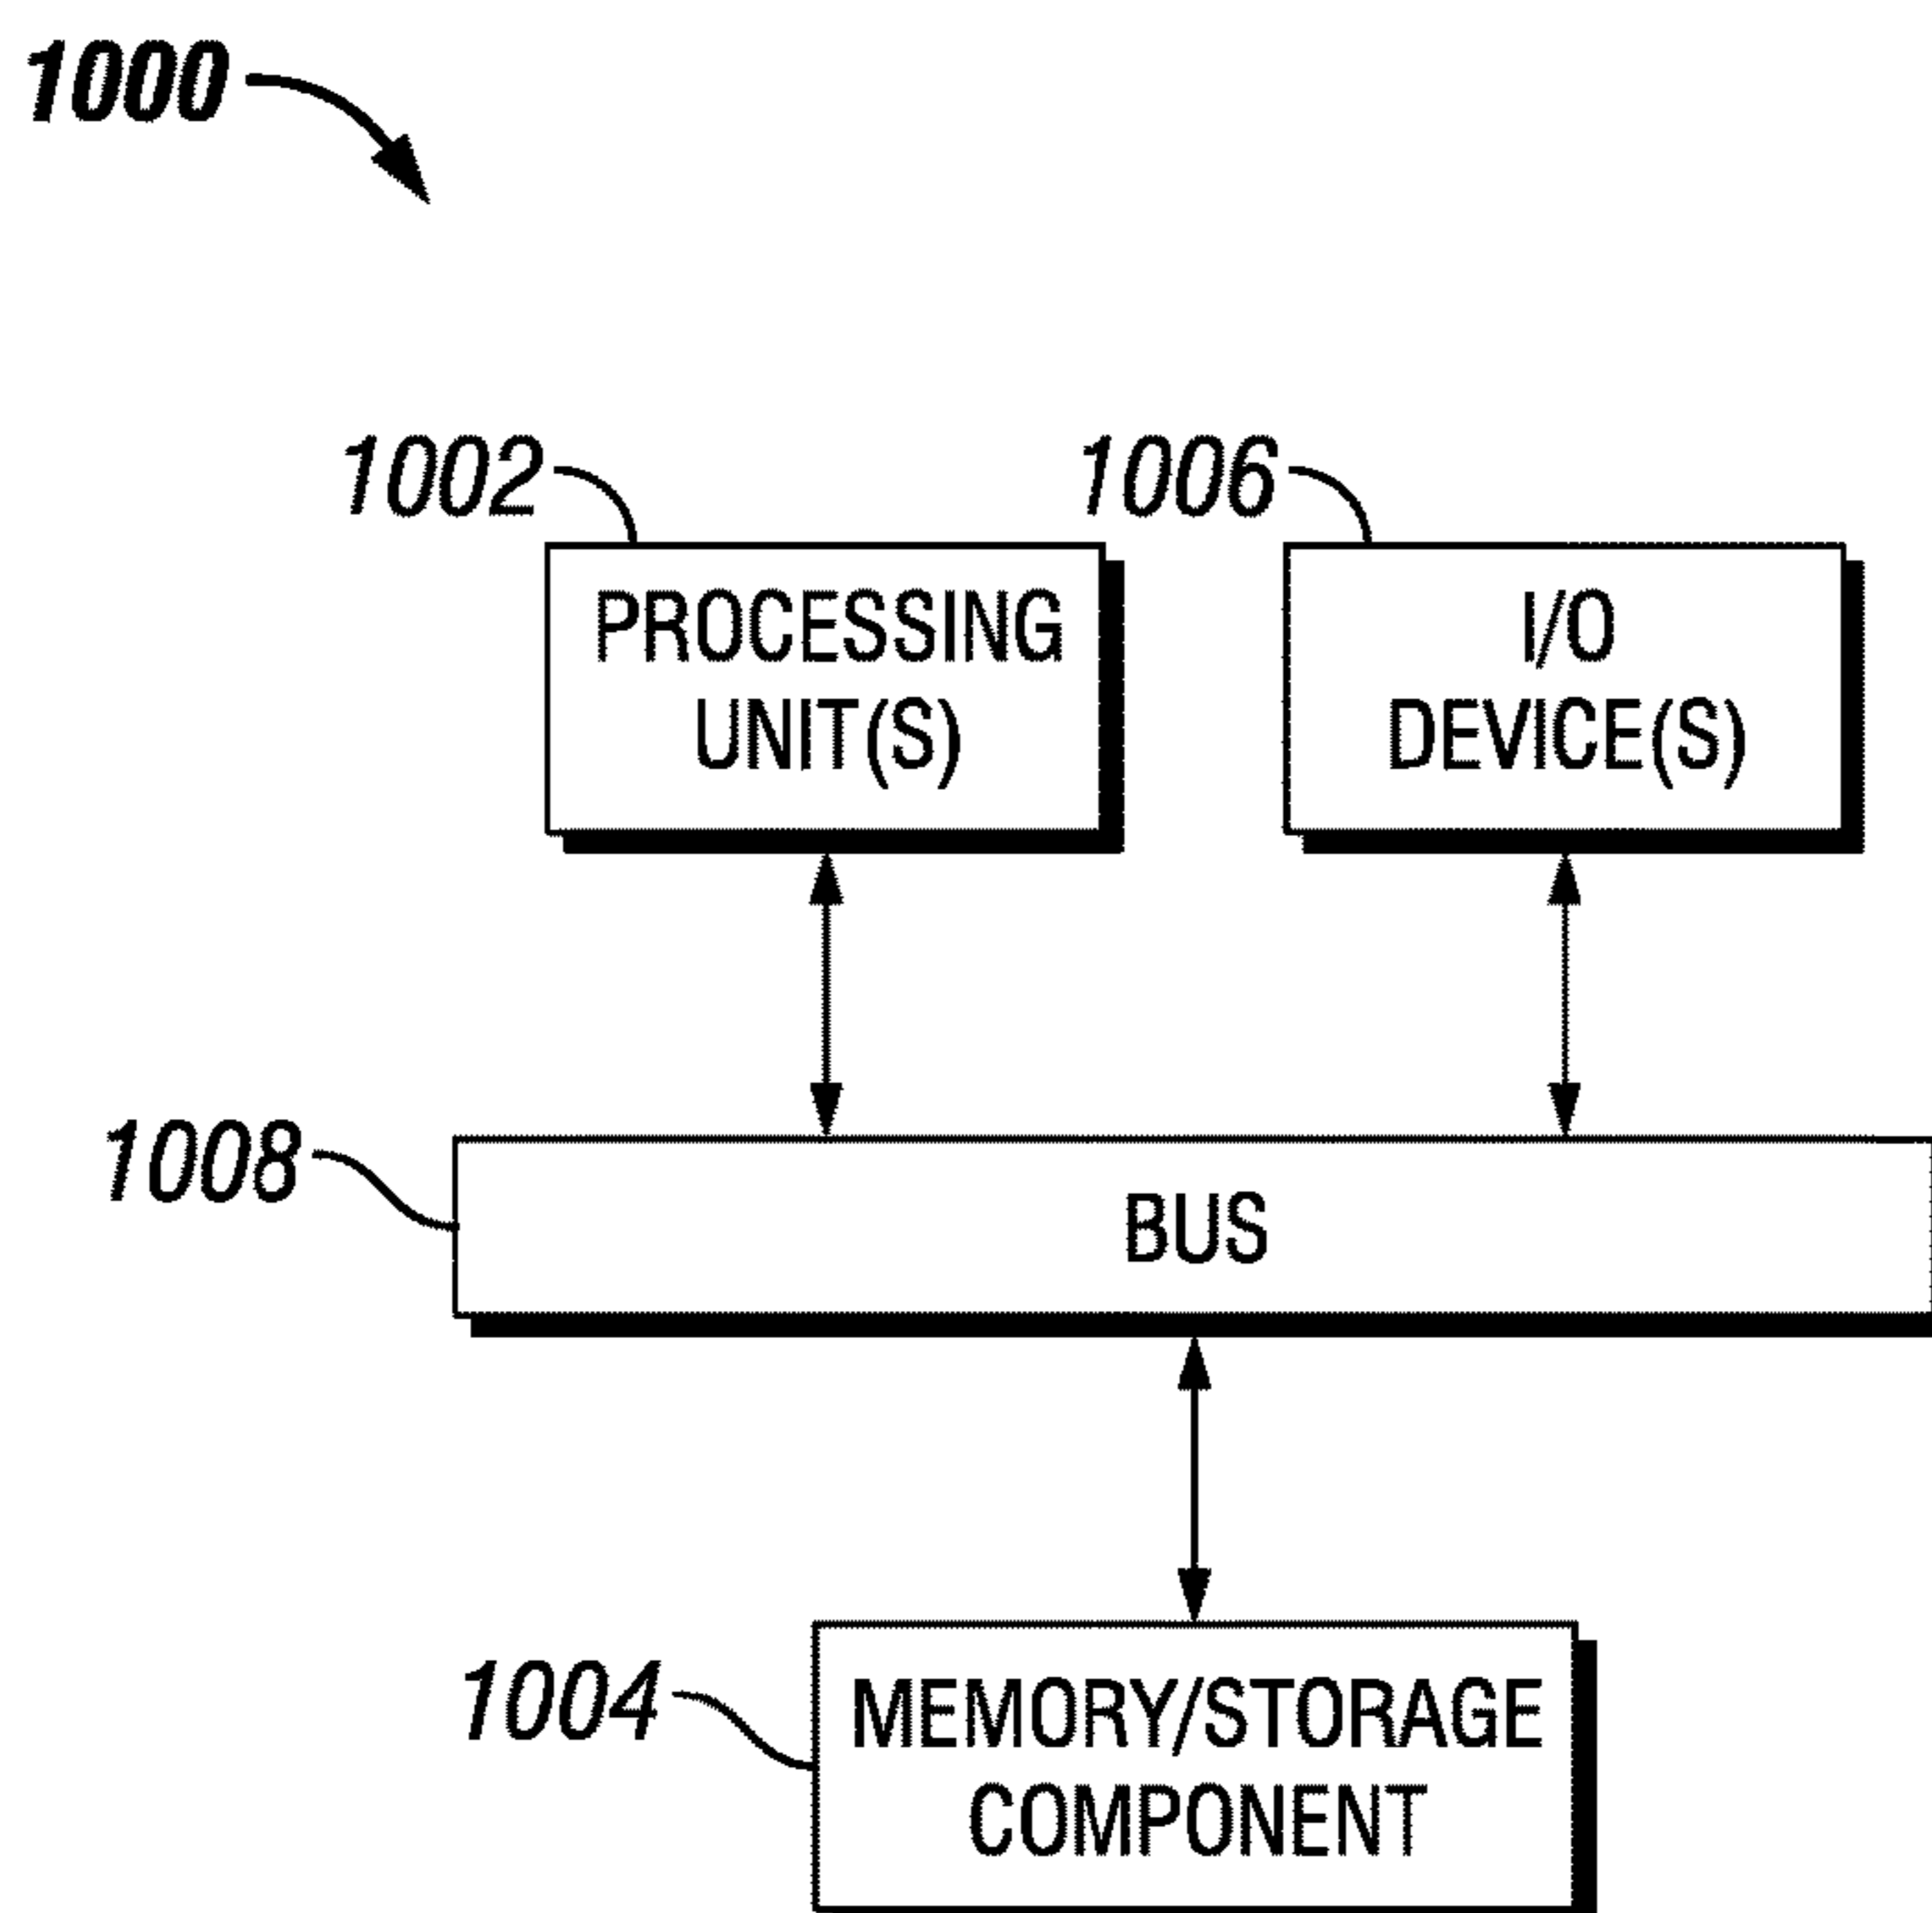 1000
1002
1006
PROCESSING
UNIT(S)
I/O
DEVICE(S)
1008
BUS
1004
MEMORY/STORAGE
COMPONENT